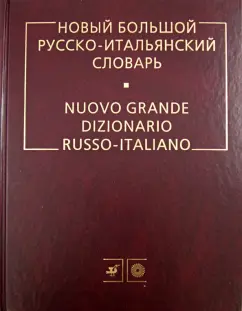 НОВЫЙ БОЛЬШОЙ
РУССКО-ИТАЛЬЯНСКИЙ
СЛОВАРЬ
NUOVO GRANDE
DIZIONARIO
RUSSO-ITALIANO